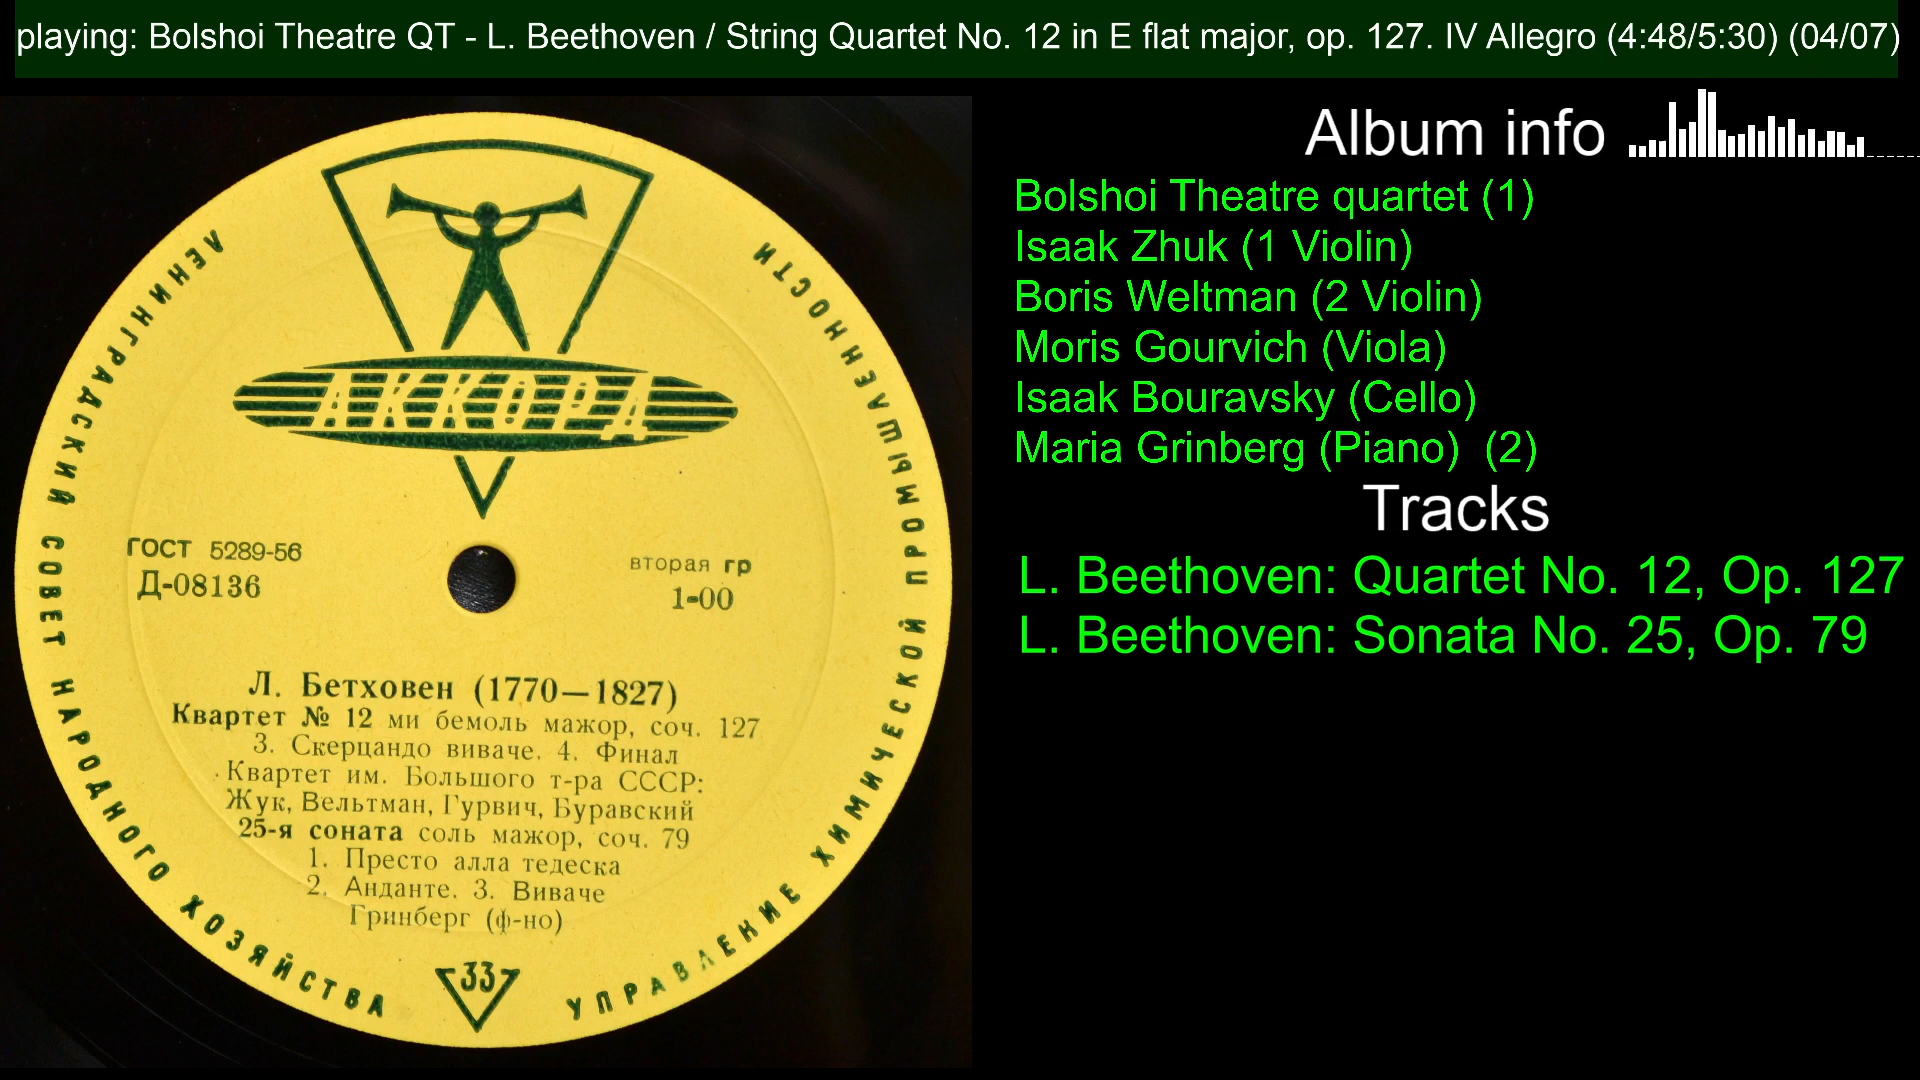 playing: Bolshoi Theatre QT - L. Beethoven / String Quartet No. 12 in E flat major, op. 127. IV Allegro (4:48/5:30) (04/07)
ЛЕНИНГРАДСКИЙ СОВЕТ НАРОДНОГО ХОЗЯЙСТВА
УПРАВЛЕНИЕ ХИМИЧЕСКОЙ ПРОМЫШЛЕННОСТИ
АККОРД
ГОСТ 5289-56
Д-08136
вторая гр
1-00
Л. Бетховен (1770—1827)
Квартет № 12 ми бемоль мажор, соч. 127
3. Скерцандо виваче. 4. Финал
Квартет им. Большого т-ра СССР:
Жук, Вельтман, Гурвич, Буравский
25-я соната соль мажор, соч. 79
1. Престо алла тедеска
2. Анданте. 3. Виваче
Гринберг (ф-но)
33
Album info
Bolshoi Theatre quartet (1)
Isaak Zhuk (1 Violin)
Boris Weltman (2 Violin)
Moris Gourvich (Viola)
Isaak Bouravsky (Cello)
Maria Grinberg (Piano) (2)
Tracks
L. Beethoven: Quartet No. 12, Op. 127
L. Beethoven: Sonata No. 25, Op. 79